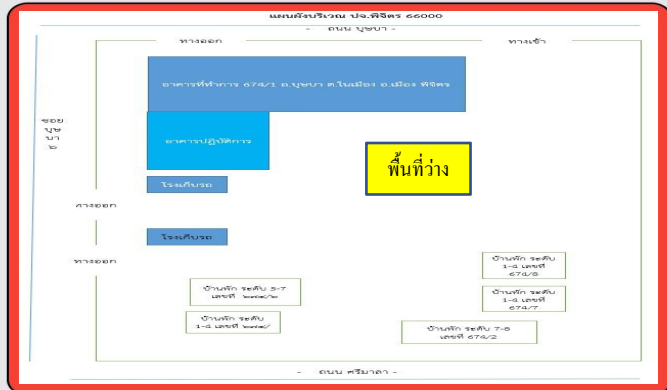 แผนผังบริเวณ ปจ.พิจิตร 66000
- ถนน บุษบา -
ทางออก
ทางเข้า
อาคารที่ทำการ 674/1 ถ.บุษบา ต.ในเมือง อ.เมือง พิจิตร
ซอย
บุษ
บา
๒
อาคารปฏิบัติการ
พื้นที่ว่าง
โรงเก็บรถ
ทางออก
โรงเก็บรถ
ทางออก
บ้านพัก ระดับ
1-4 เลขที่
674/8
บ้านพัก ระดับ 5-7
เลขที่
บ้านพัก ระดับ
1-4 เลขที่
674/7
บ้านพัก ระดับ
1-4 เลขที่
บ้านพัก ระดับ 7-8
เลขที่ 674/2
- ถนน ศรีมาลา -